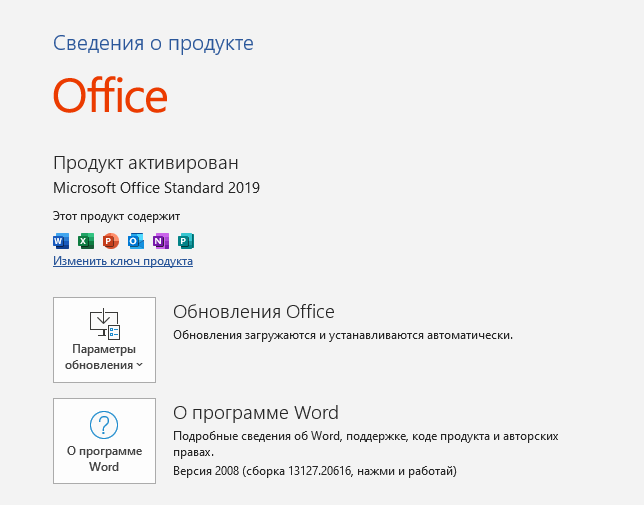 Сведения о продукте
Office
Продукт активирован
Microsoft Office Standard 2019
Этот продукт содержит
W X P O N P
Изменить ключ продукта
Параметры
обновления
Обновления Office
Обновления загружаются и устанавливаются автоматически.
О программе
Word
О программе Word
Подробные сведения об Word, поддержке, коде продукта и авторских
правах.
Версия 2008 (сборка 13127.20616, нажми и работай)